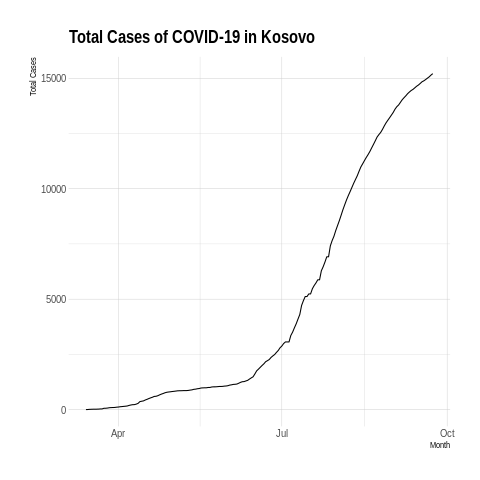 Total Cases of COVID-19 in Kosovo
Total Cases
15000
10000
5000
0
Apr Jul Oct
Month